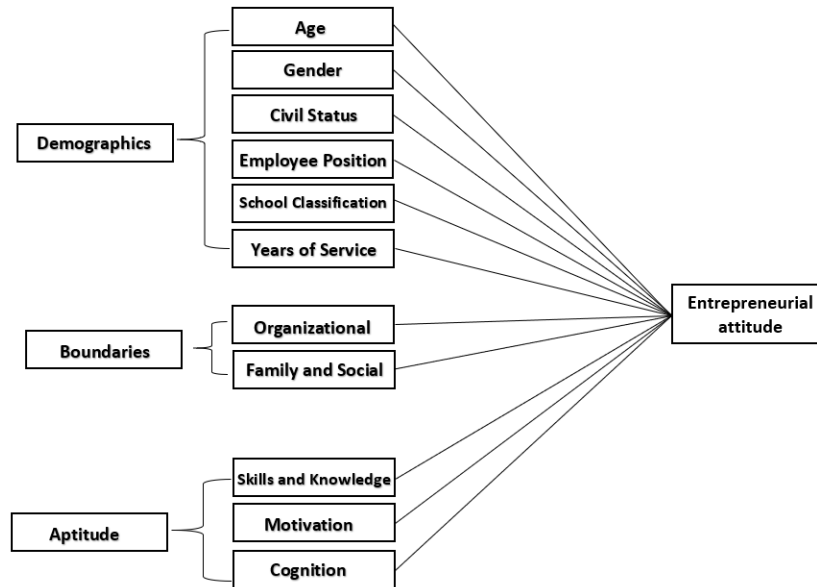 Age
Gender
Civil Status
Demographics
Employee Position
School Classification
Years of Service
Entrepreneurial
attitude
Organizational
Boundaries
Family and Social
Skills and Knowledge
Aptitude
Motivation
Cognition